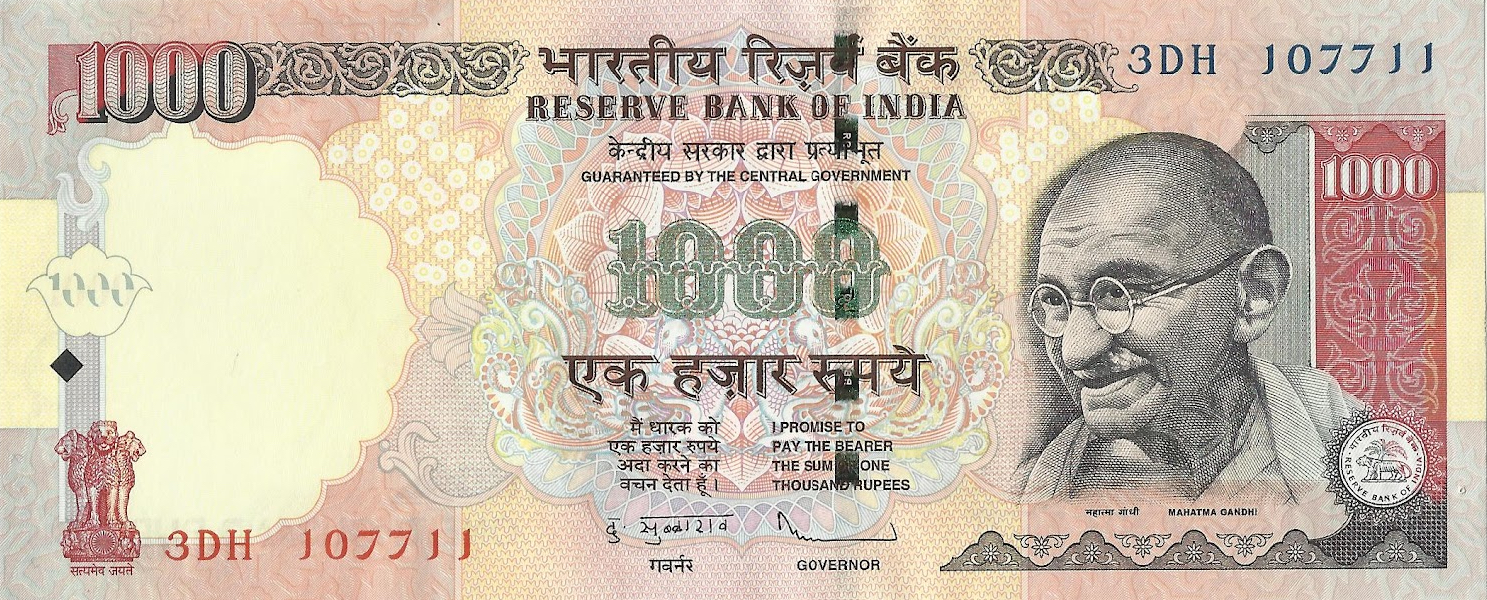 1000
भारतीय रिज़र्व बैंक
3DH 107711
RESERVE BANK OF INDIA
केन्द्रीय सरकार द्वारा प्रत्याभूत
GUARANTEED BY THE CENTRAL GOVERNMENT
1000
1000
1000
एक हज़ार रुपये
मैं धारक को
एक हज़ार रुपये
अदा करने का
वचन देता हूँ।
I PROMISE TO
PAY THE BEARER
THE SUM OF ONE
THOUSAND RUPEES
भारतीय रिज़र्व बैंक
RESERVE BANK OF INDIA
महात्मा गांधी MAHATMA GANDHI
दु. सुब्बाराव
3DH 107711
गवर्नर GOVERNOR
सत्यमेव जयते